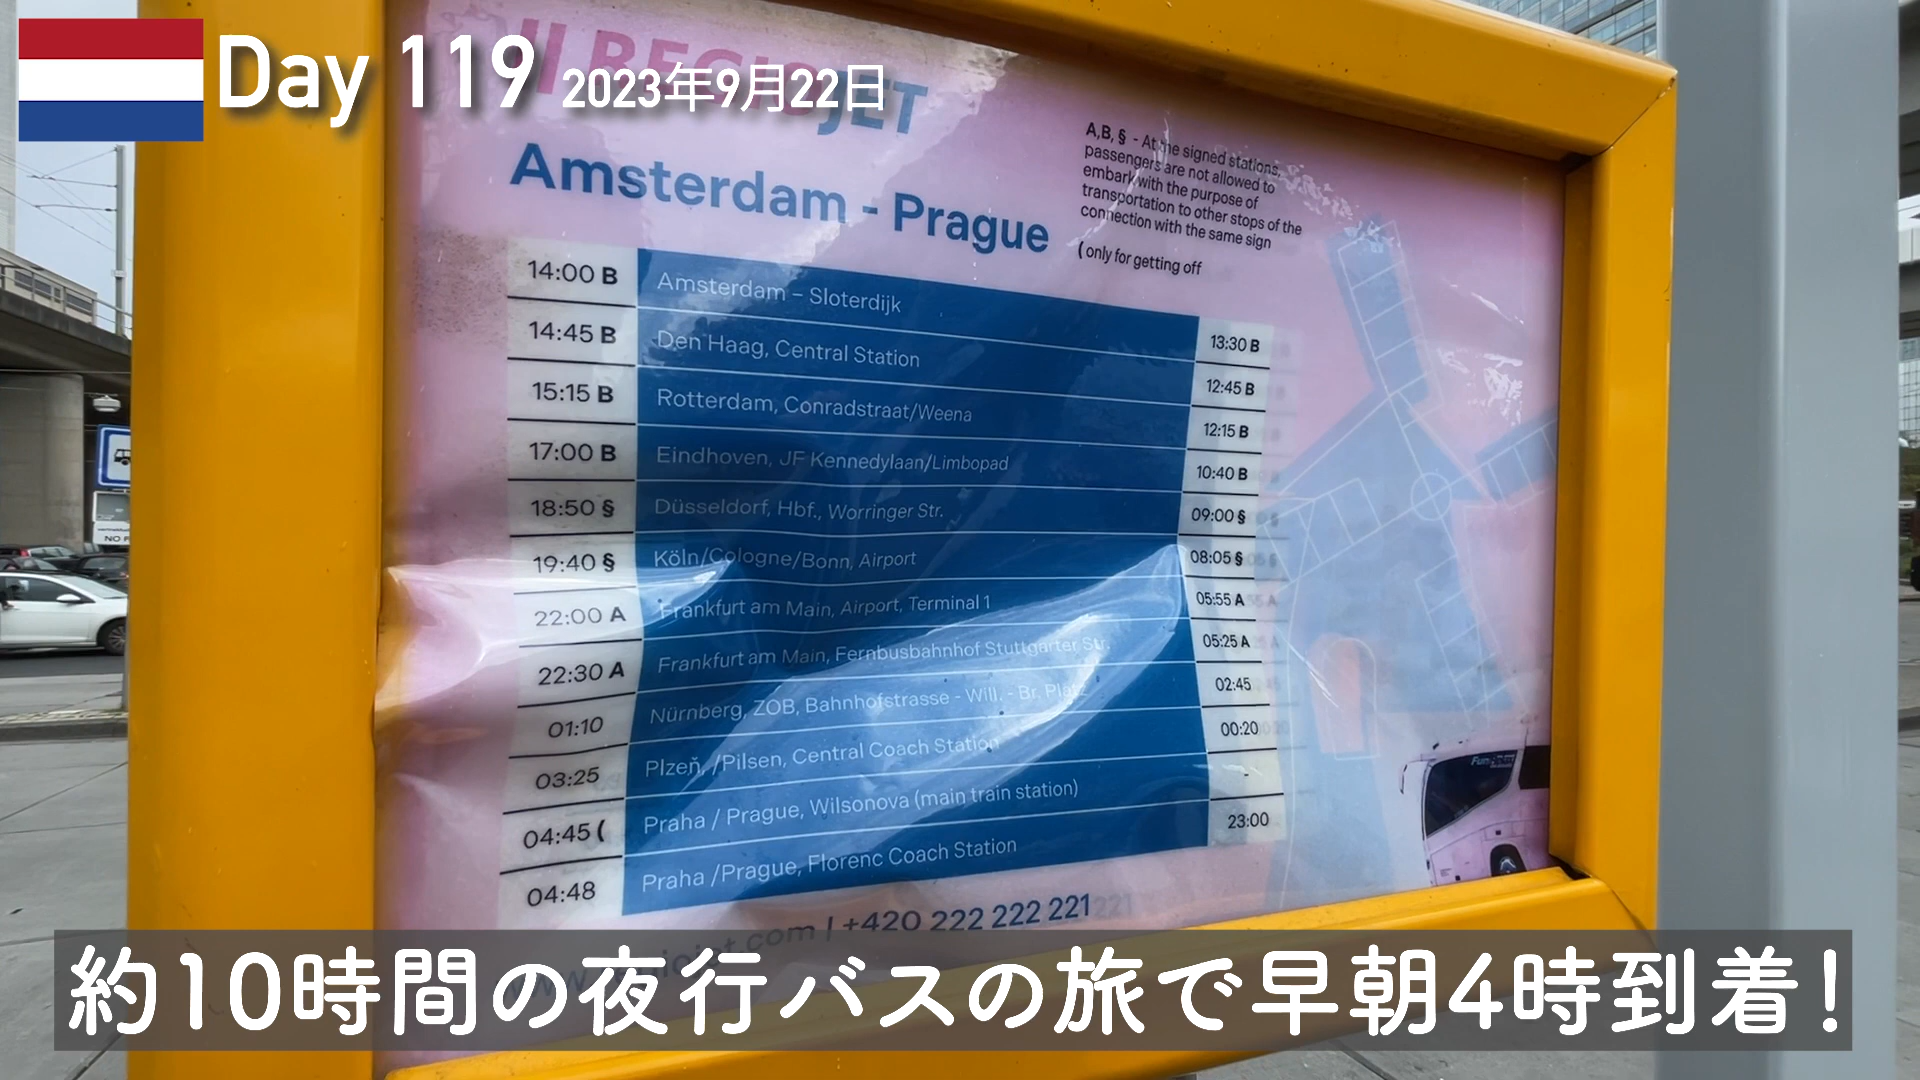 Day 119 2023年9月22日
REGIOJET
Amsterdam - Prague
A,B, § - At the signed stations,
passengers are not allowed to
embark with the purpose of
transportation to other stops of the
connection with the same sign
( only for getting off
14:00 B Amsterdam – Sloterdijk 13:30 B
14:45 B Den Haag, Central Station 12:45 B
15:15 B Rotterdam, Conradstraat/Weena 12:15 B
17:00 B Eindhoven, JF Kennedylaan/Limbopad 10:40 B
18:50 § Düsseldorf, Hbf., Worringer Str. 09:00 §
19:40 § Köln/Cologne/Bonn, Airport 08:05 §
22:00 A Frankfurt am Main, Airport, Terminal 1 05:55 A
22:30 A Frankfurt am Main, Fernbusbahnhof Stuttgarter Str. 05:25 A
01:10 Nürnberg, ZOB, Bahnhofstrasse - Will. - Br. Platz 02:45
03:25 Plzeň, /Pilsen, Central Coach Station 00:20
04:45 ( Praha / Prague, Wilsonova (main train station) -
04:48 Praha /Prague, Florenc Coach Station 23:00
.com | +420 222 222 221
約10時間の夜行バスの旅で早朝4時到着！